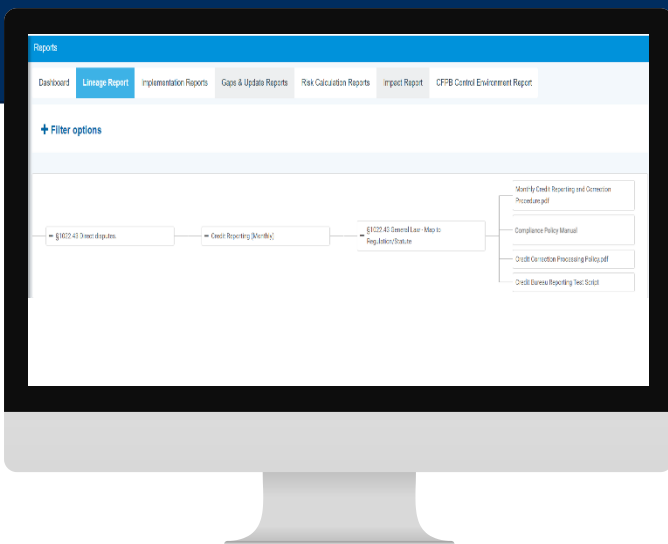 Reports
Dashboard Lineage Report Implementation Reports Gaps & Update Reports Risk Calculation Reports Impact Report CFPB Control Environment Report
+ Filter options
§1022.43 Direct disputes.
Credit Reporting [Monthly]
§1022.43 General Law - Map to
Regulation/Statute
Monthly Credit Reporting and Correction
Procedure.pdf
Compliance Policy Manual
Credit Correction Processing Policy.pdf
Credit Bureau Reporting Test Script